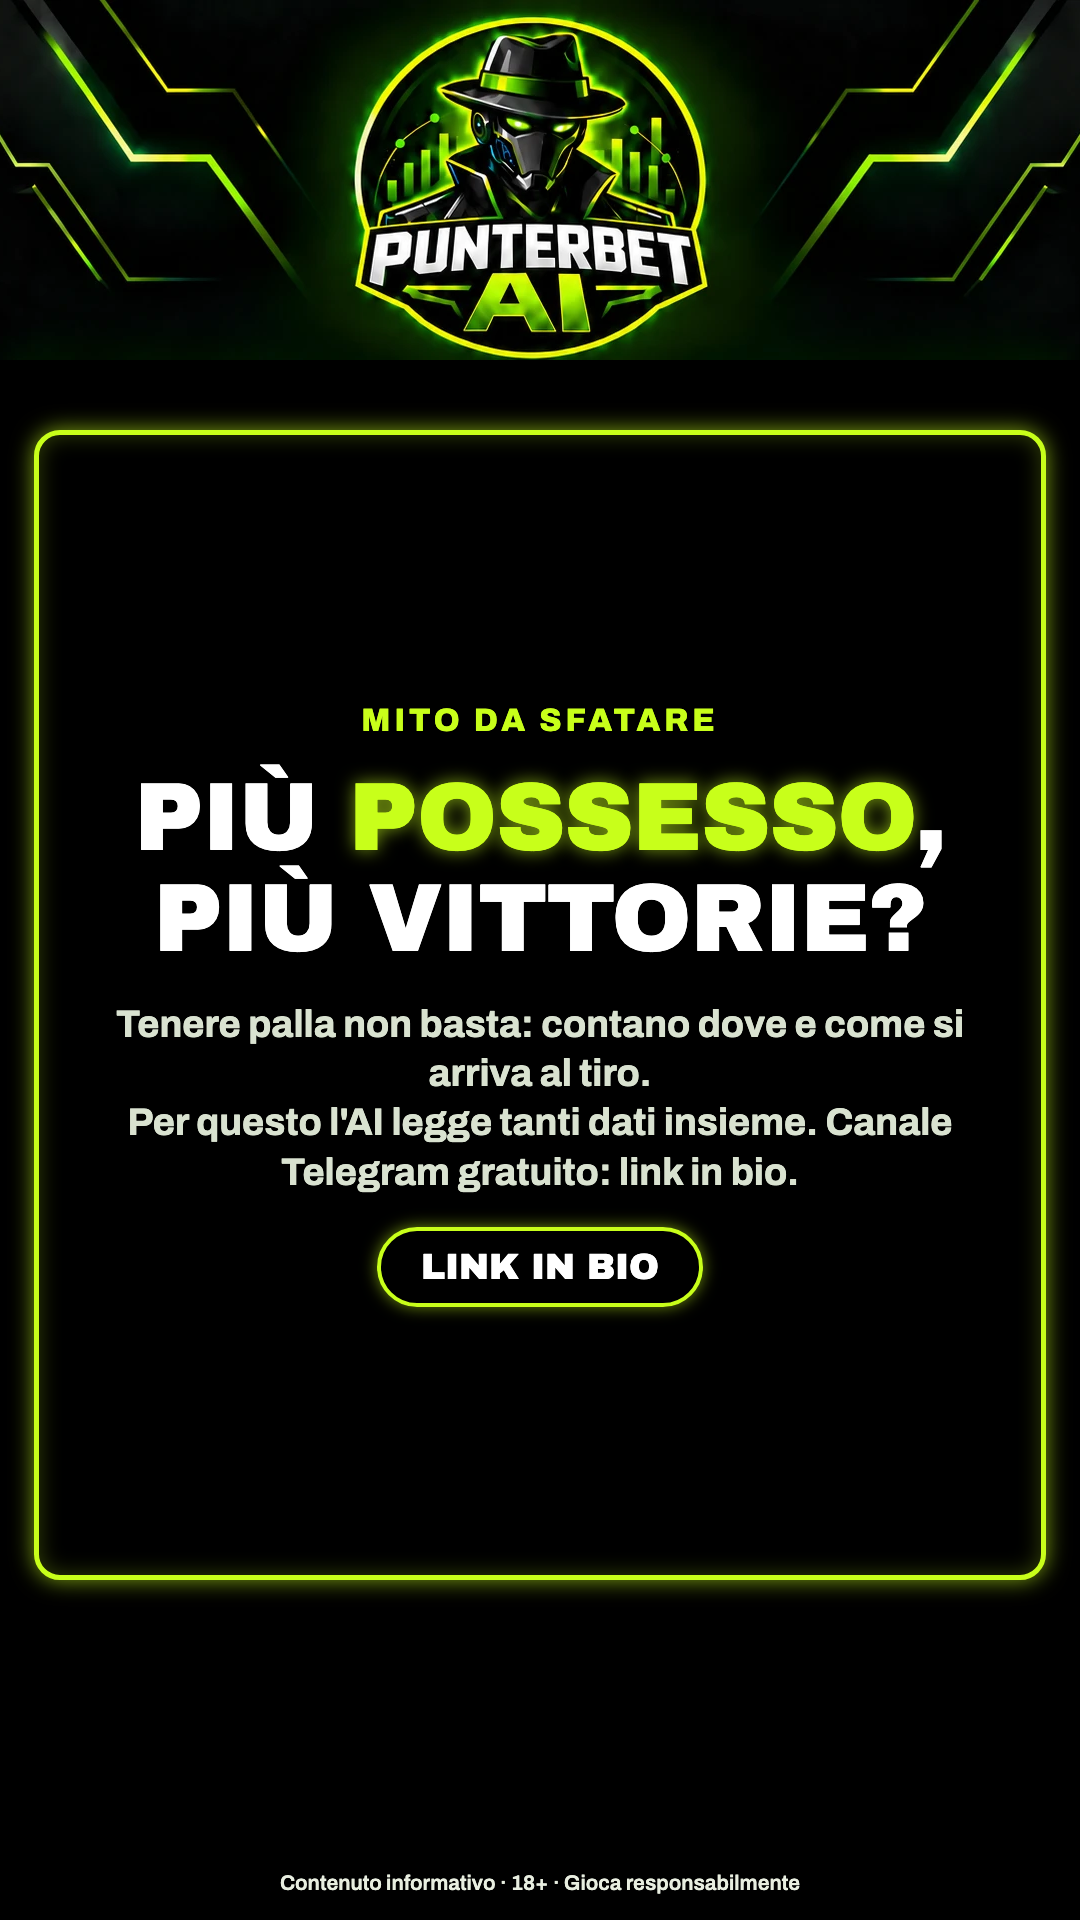 PUNTERBET
AI
MITO DA SFATARE
PIÙ POSSESSO,
PIÙ VITTORIE?
Tenere palla non basta: contano dove e come si
arriva al tiro.
Per questo l'AI legge tanti dati insieme. Canale
Telegram gratuito: link in bio.
LINK IN BIO
Contenuto informativo · 18+ · Gioca responsabilmente